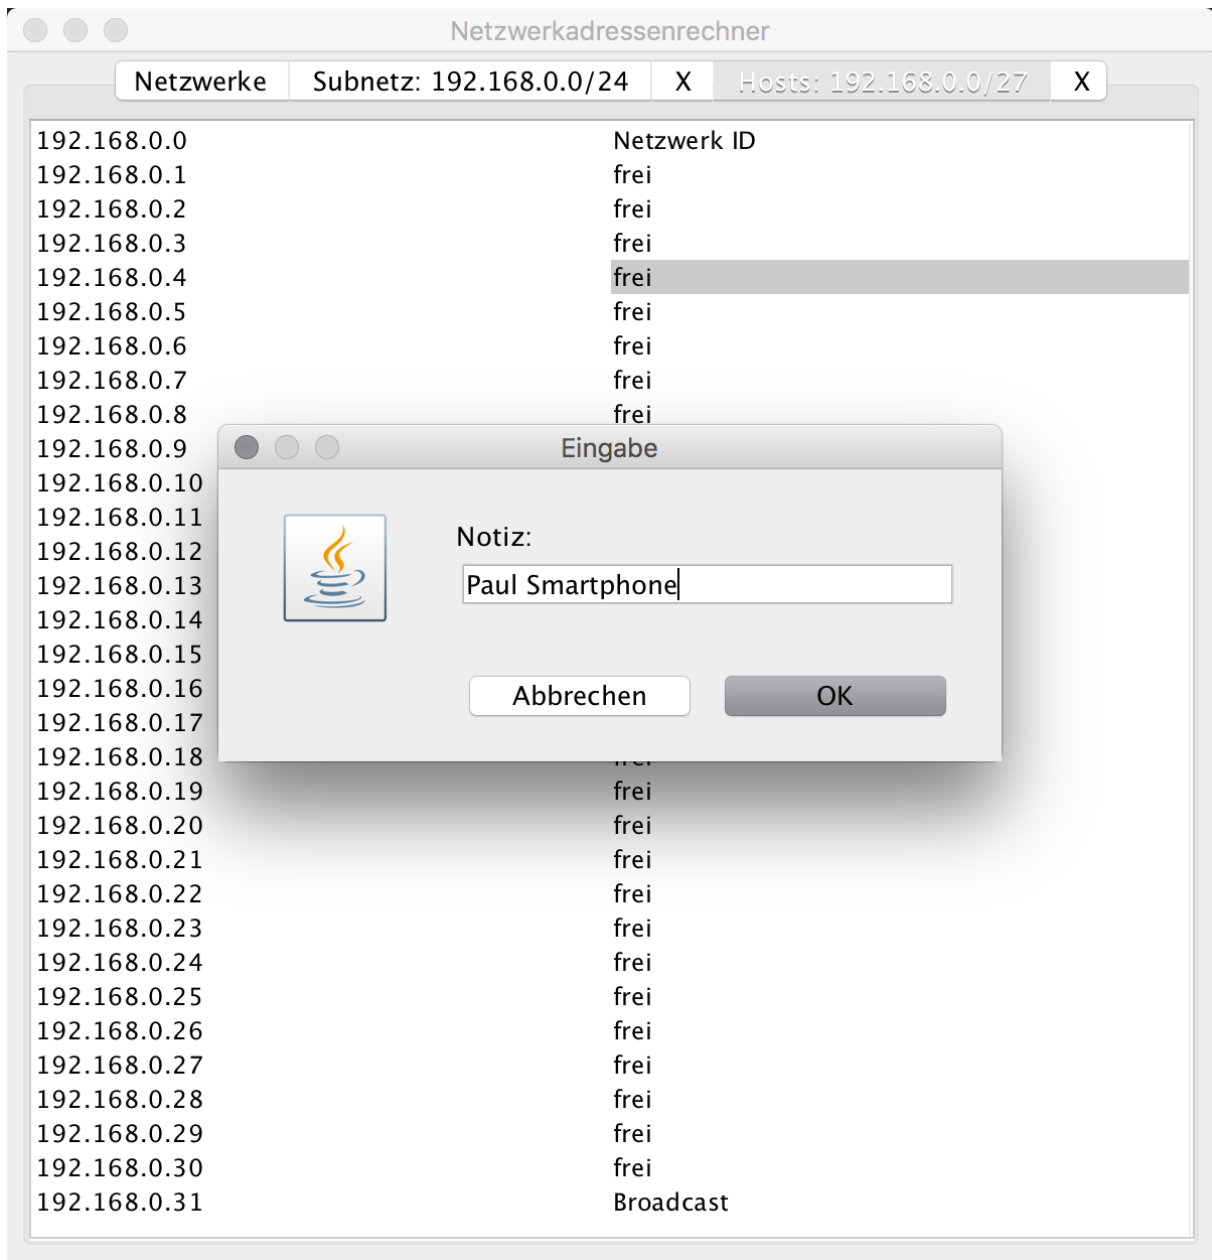 Netzwerkadressenrechner
Netzwerke Subnetz: 192.168.0.0/24 X Hosts: 192.168.0.0/27 X
192.168.0.0 Netzwerk ID
192.168.0.1 frei
192.168.0.2 frei
192.168.0.3 frei
192.168.0.4 frei
192.168.0.5 frei
192.168.0.6 frei
192.168.0.7 frei
192.168.0.8 frei
192.168.0.9
192.168.0.10
192.168.0.11
192.168.0.12
192.168.0.13
192.168.0.14
192.168.0.15
192.168.0.16
192.168.0.17
192.168.0.18 frei
192.168.0.19 frei
192.168.0.20 frei
192.168.0.21 frei
192.168.0.22 frei
192.168.0.23 frei
192.168.0.24 frei
192.168.0.25 frei
192.168.0.26 frei
192.168.0.27 frei
192.168.0.28 frei
192.168.0.29 frei
192.168.0.30 frei
192.168.0.31 Broadcast
Eingabe
Notiz:
Paul Smartphone
Abbrechen OK